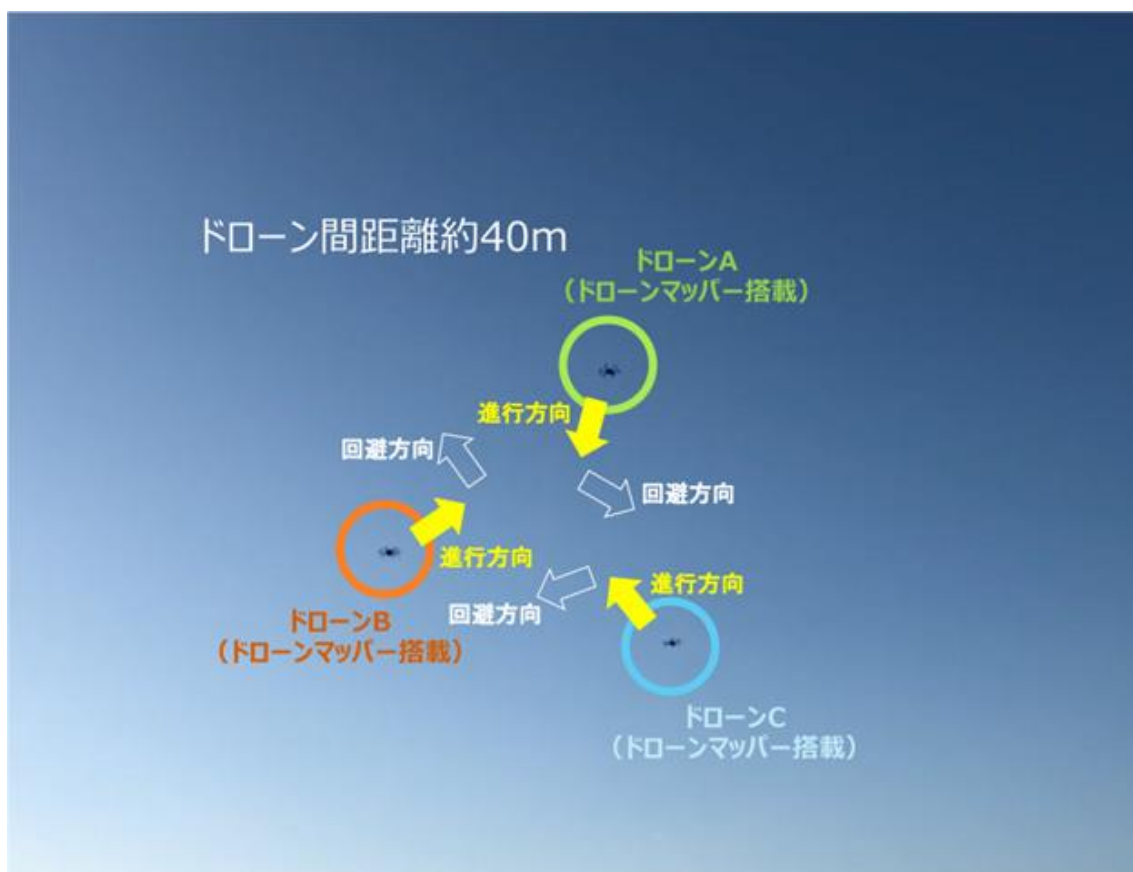 ドローン間距離約40m
ドローンA
（ドローンマッパー搭載）
進行方向
回避方向
回避方向
進行方向
進行方向
回避方向
ドローンB
（ドローンマッパー搭載）
ドローンC
（ドローンマッパー搭載）